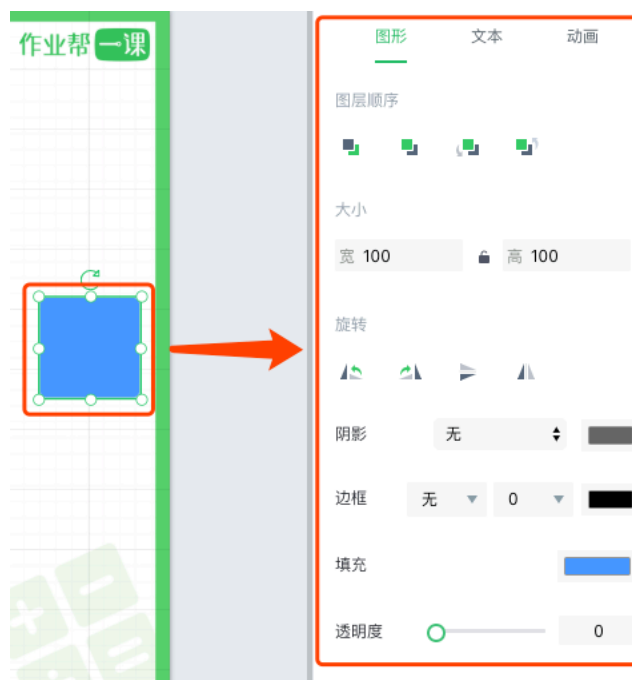 作业帮一课
图形 文本 动画
图层顺序
大小
宽 100 高 100
旋转
阴影 无
边框 无 0
填充
透明度 0